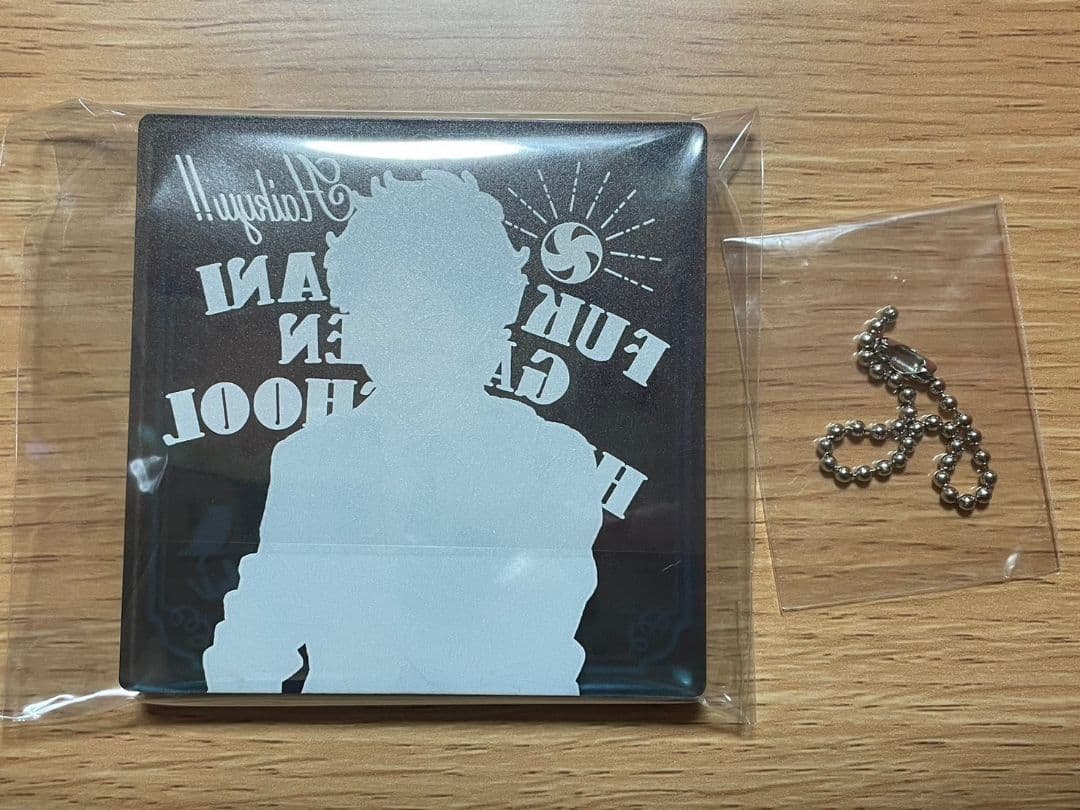 Haikyu!!
FUK ANI
GA EN
H HOOL